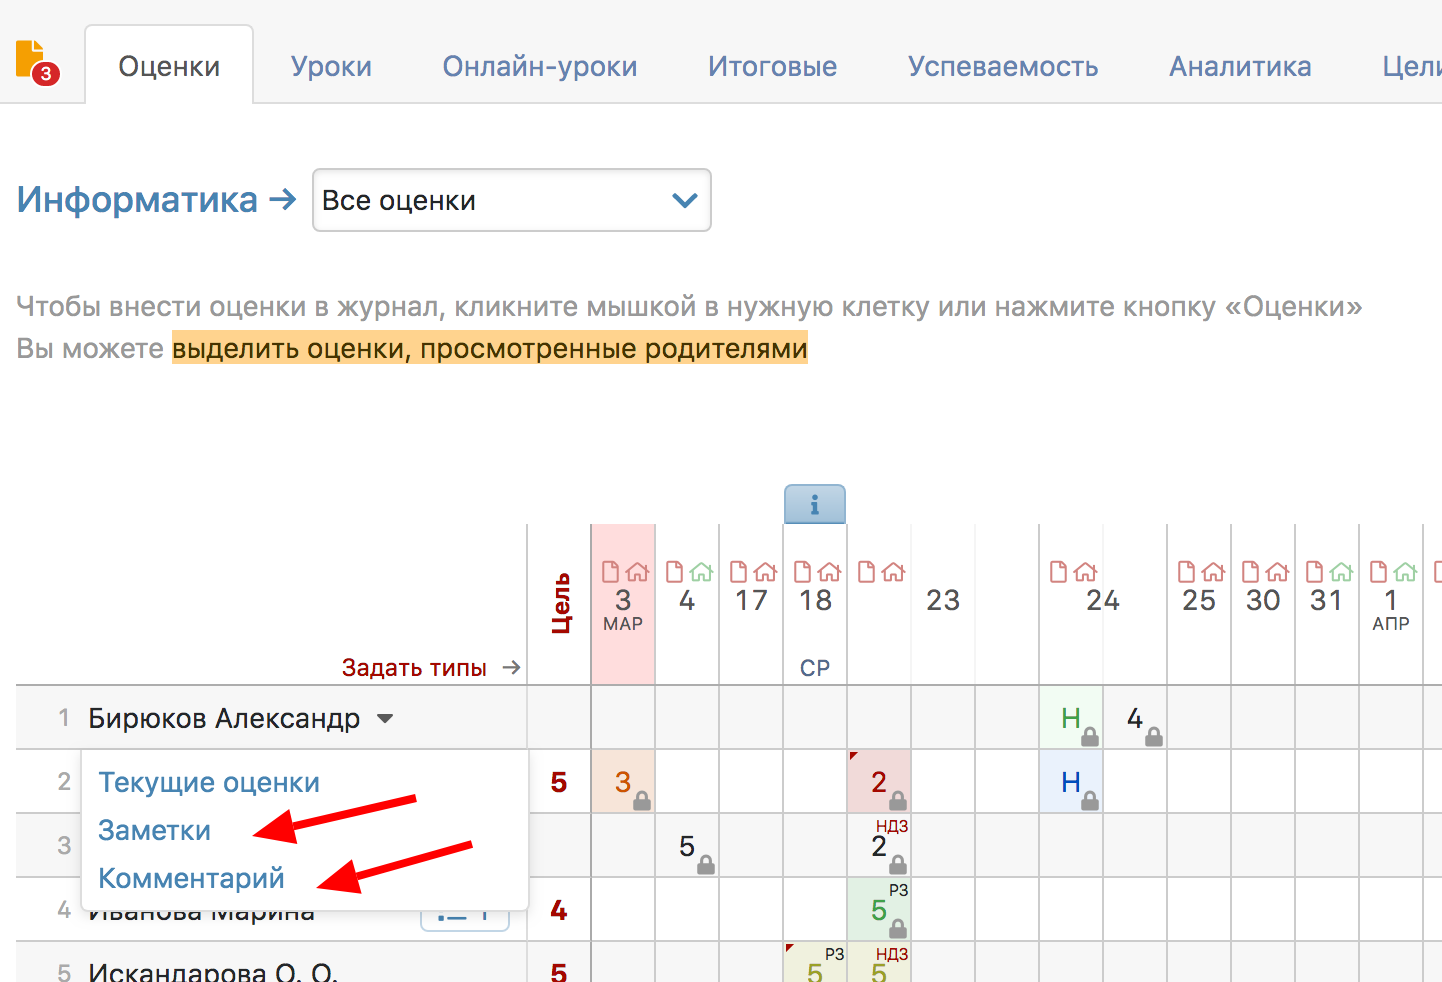 3
Оценки Уроки Онлайн-уроки Итоговые Успеваемость Аналитика Цели
Информатика → Все оценки
Чтобы внести оценки в журнал, кликните мышкой в нужную клетку или нажмите кнопку «Оценки»
Вы можете выделить оценки, просмотренные родителями
i
Цель
3 4 17 18 23 24 25 30 31 1
МАР АПР
Задать типы → СР
1 Бирюков Александр Н 4
2 Текущие оценки 5 3 2 Н
Заметки
НДЗ
3 5 2
Комментарий
РЗ
4 Иванова Марина 4 5
РЗ НДЗ
5 Искандарова О. О. 5 5 5